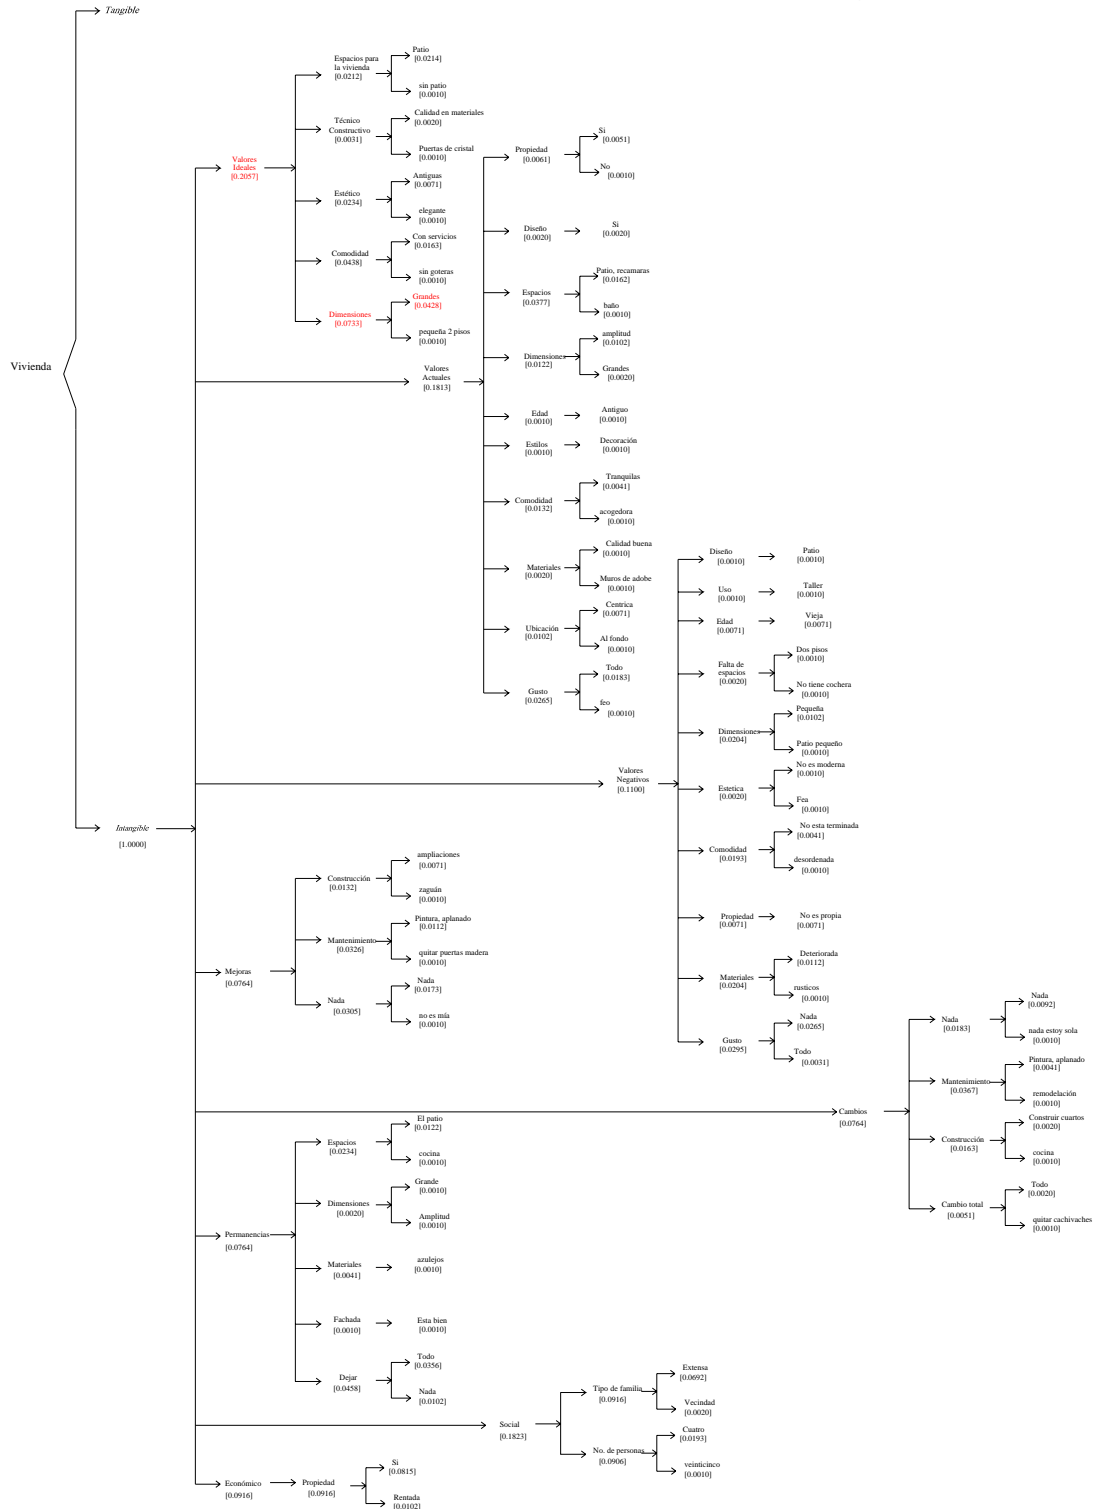 Vivienda
Tangible
Intangible
[1.0000]
Valores
Ideales
[0.2057]
Espacios para
la vivienda
[0.0212]
Patio
[0.0214]
sin patio
[0.0010]
Técnico
Constructivo
[0.0031]
Calidad en materiales
[0.0020]
Puertas de cristal
[0.0010]
Estético
[0.0234]
Antiguas
[0.0071]
elegante
[0.0010]
Comodidad
[0.0438]
Con servicios
[0.0163]
sin goteras
[0.0010]
Dimensiones
[0.0733]
Grandes
[0.0428]
pequeña 2 pisos
[0.0010]
Valores
Actuales
[0.1813]
Propiedad
[0.0061]
Si
[0.0051]
No
[0.0010]
Diseño
[0.0020]
Si
[0.0020]
Espacios
[0.0377]
Patio, recamaras
[0.0162]
baño
[0.0010]
Dimensiones
[0.0122]
amplitud
[0.0102]
Grandes
[0.0020]
Edad
[0.0010]
Antiguo
[0.0010]
Estilos
[0.0010]
Decoración
[0.0010]
Comodidad
[0.0132]
Tranquilas
[0.0041]
acogedora
[0.0010]
Materiales
[0.0020]
Calidad buena
[0.0010]
Muros de adobe
[0.0010]
Ubicación
[0.0102]
Centrica
[0.0071]
Al fondo
[0.0010]
Gusto
[0.0265]
Todo
[0.0183]
feo
[0.0010]
Valores
Negativos
[0.1100]
Diseño
[0.0010]
Patio
[0.0010]
Uso
[0.0010]
Taller
[0.0010]
Edad
[0.0071]
Vieja
[0.0071]
Falta de
espacios
[0.0020]
Dos pisos
[0.0010]
No tiene cochera
[0.0010]
Dimensiones
[0.0204]
Pequeña
[0.0102]
Patio pequeño
[0.0010]
Estetica
[0.0020]
No es moderna
[0.0010]
Fea
[0.0010]
Comodidad
[0.0193]
No esta terminada
[0.0041]
desordenada
[0.0010]
Propiedad
[0.0071]
No es propia
[0.0071]
Materiales
[0.0204]
Deteriorada
[0.0112]
rusticos
[0.0010]
Gusto
[0.0295]
Nada
[0.0265]
Todo
[0.0031]
Mejoras
[0.0764]
Construcción
[0.0132]
ampliaciones
[0.0071]
zaguán
[0.0010]
Mantenimiento
[0.0326]
Pintura, aplanado
[0.0112]
quitar puertas madera
[0.0010]
Nada
[0.0305]
Nada
[0.0173]
no es mía
[0.0010]
Cambios
[0.0764]
Nada
[0.0183]
Nada
[0.0092]
nada estoy sola
[0.0010]
Mantenimiento
[0.0367]
Pintura, aplanado
[0.0041]
remodelación
[0.0010]
Construcción
[0.0163]
Construir cuartos
[0.0020]
cocina
[0.0010]
Cambio total
[0.0051]
Todo
[0.0020]
quitar cachivaches
[0.0010]
Permanencias
[0.0764]
Espacios
[0.0234]
El patio
[0.0122]
cocina
[0.0010]
Dimensiones
[0.0020]
Grande
[0.0010]
Amplitud
[0.0010]
Materiales
[0.0041]
azulejos
[0.0010]
Fachada
[0.0010]
Esta bien
[0.0010]
Dejar
[0.0458]
Todo
[0.0356]
Nada
[0.0102]
Social
[0.1823]
Tipo de familia
[0.0916]
Extensa
[0.0692]
Vecindad
[0.0020]
No. de personas
[0.0906]
Cuatro
[0.0193]
veinticinco
[0.0010]
Económico
[0.0916]
Propiedad
[0.0916]
Si
[0.0815]
Rentada
[0.0102]